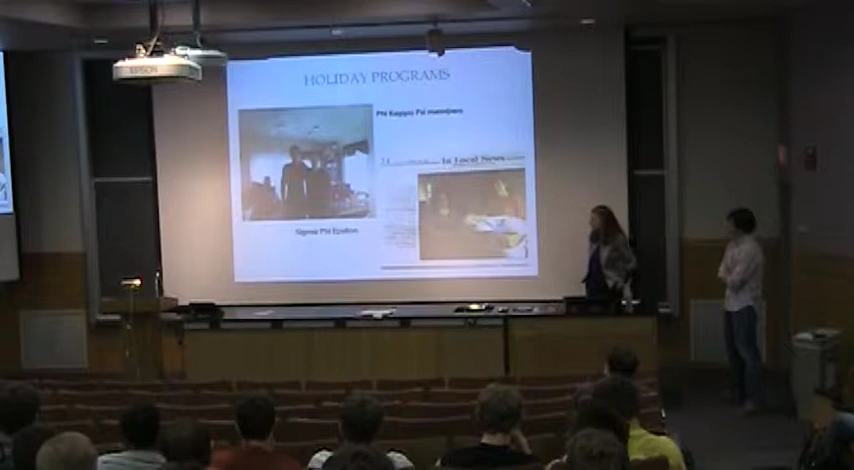 EPSON
HOLIDAY PROGRAMS
Phi Kappa Psi members
In Local News
Sigma Phi Epsilon